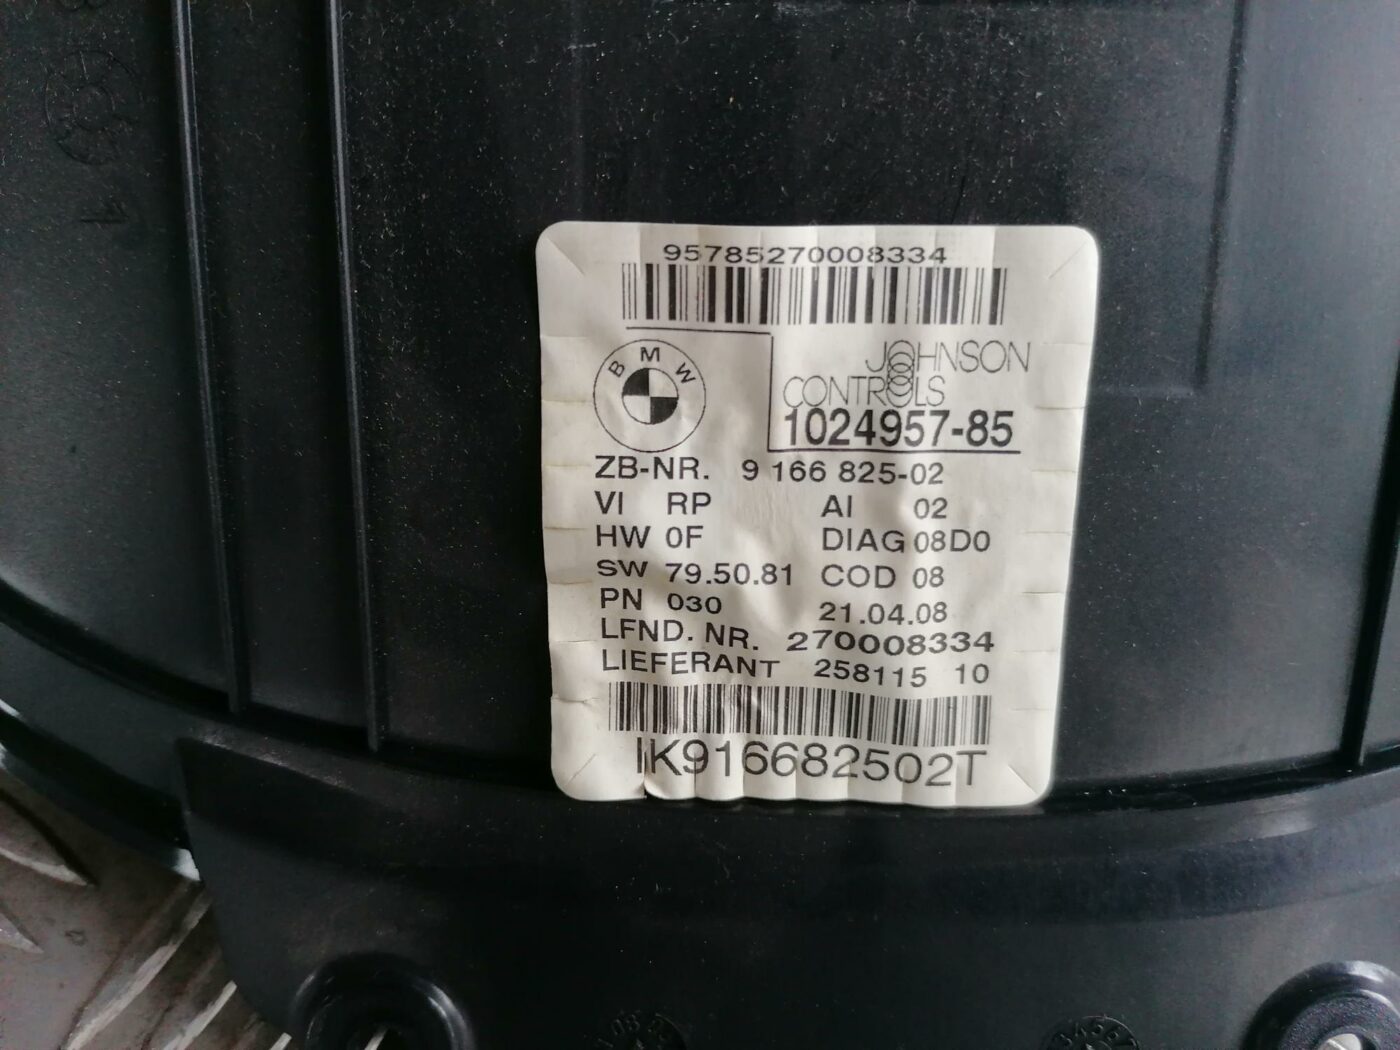 95785270008334
BMW
JOHNSON
CONTROLS
1024957-85
ZB-NR. 9 166 825-02
VI RP AI 02
HW 0F DIAG 08D0
SW 79.50.81 COD 08
PN 030 21.04.08
LFND. NR. 270008334
LIEFERANT 258115 10
IK916682502T